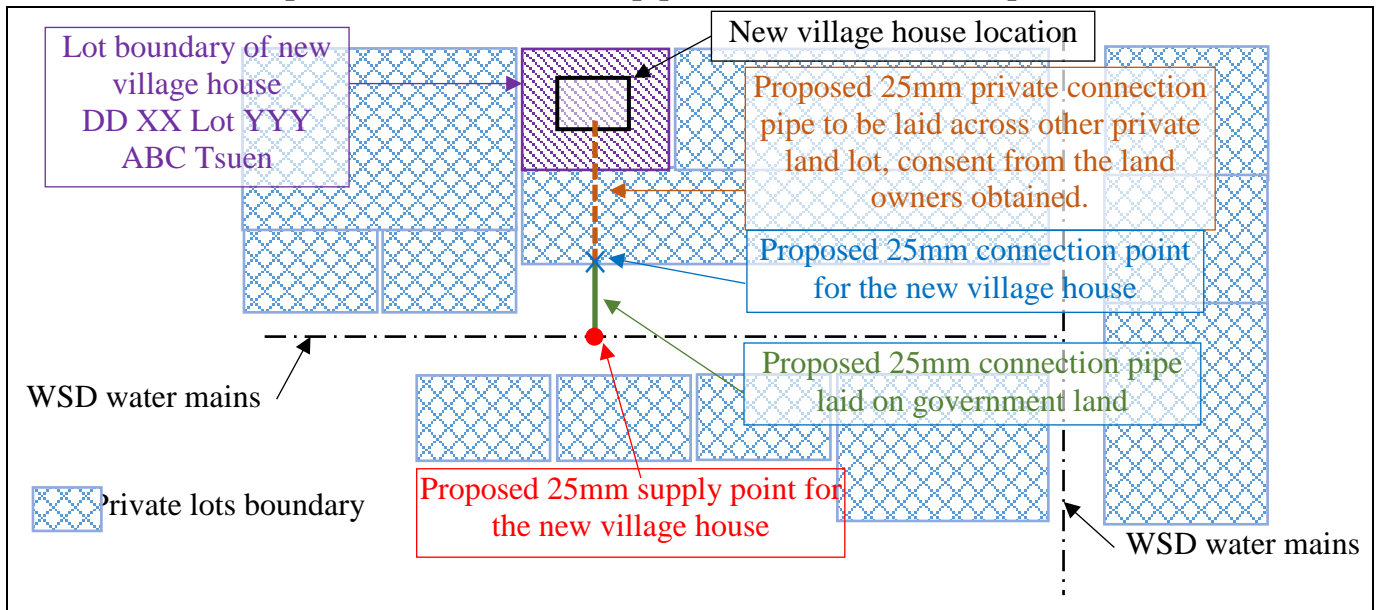 New village house location
Lot boundary of new
village house
DD XX Lot YYY
ABC Tsuen
Proposed 25mm private connection
pipe to be laid across other private
land lot, consent from the land
owners obtained.
Proposed 25mm connection point
for the new village house
Proposed 25mm connection pipe
laid on government land
WSD water mains
Proposed 25mm supply point for
the new village house
Private lots boundary
WSD water mains